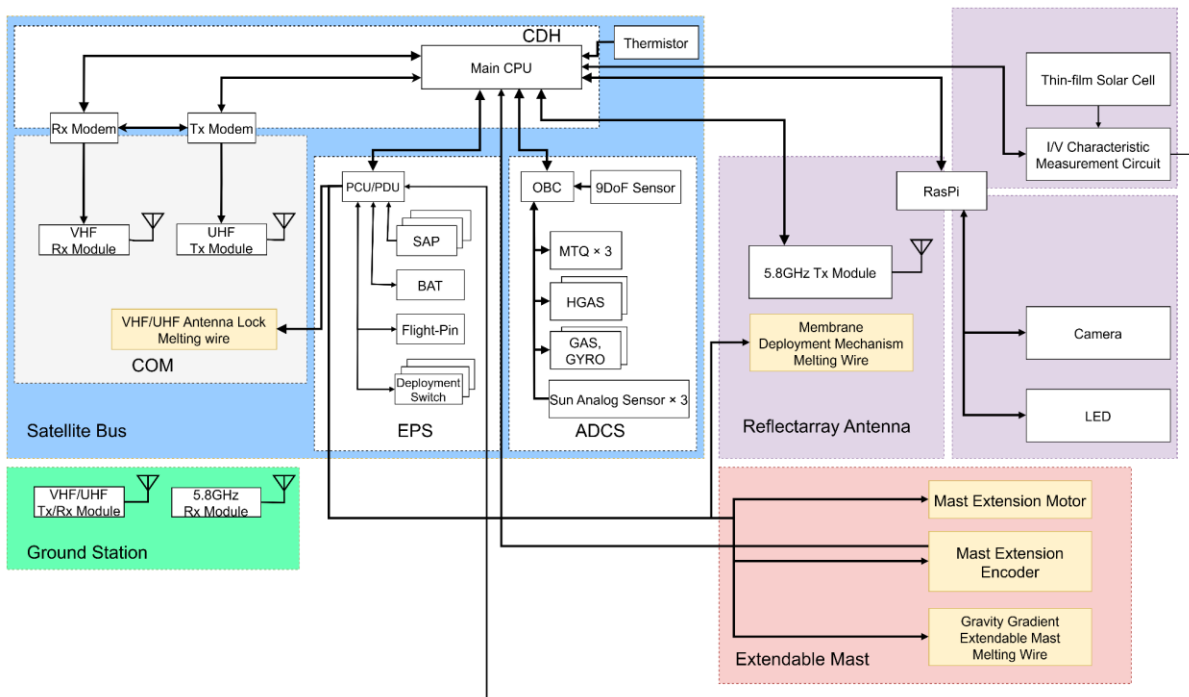 CDH
Main CPU
Thermistor
Rx Modem
Tx Modem
VHF
Rx Module
UHF
Tx Module
VHF/UHF Antenna Lock
Melting wire
COM
Satellite Bus
PCU/PDU
SAP
BAT
Flight-Pin
Deployment
Switch
EPS
OBC
9DoF Sensor
MTQ × 3
HGAS
GAS,
GYRO
Sun Analog Sensor × 3
ADCS
Thin-film Solar Cell
I/V Characteristic
Measurement Circuit
RasPi
5.8GHz Tx Module
Membrane
Deployment Mechanism
Melting Wire
Reflectarray Antenna
Camera
LED
VHF/UHF
Tx/Rx Module
5.8GHz
Rx Module
Ground Station
Mast Extension Motor
Mast Extension
Encoder
Gravity Gradient
Extendable Mast
Melting Wire
Extendable Mast